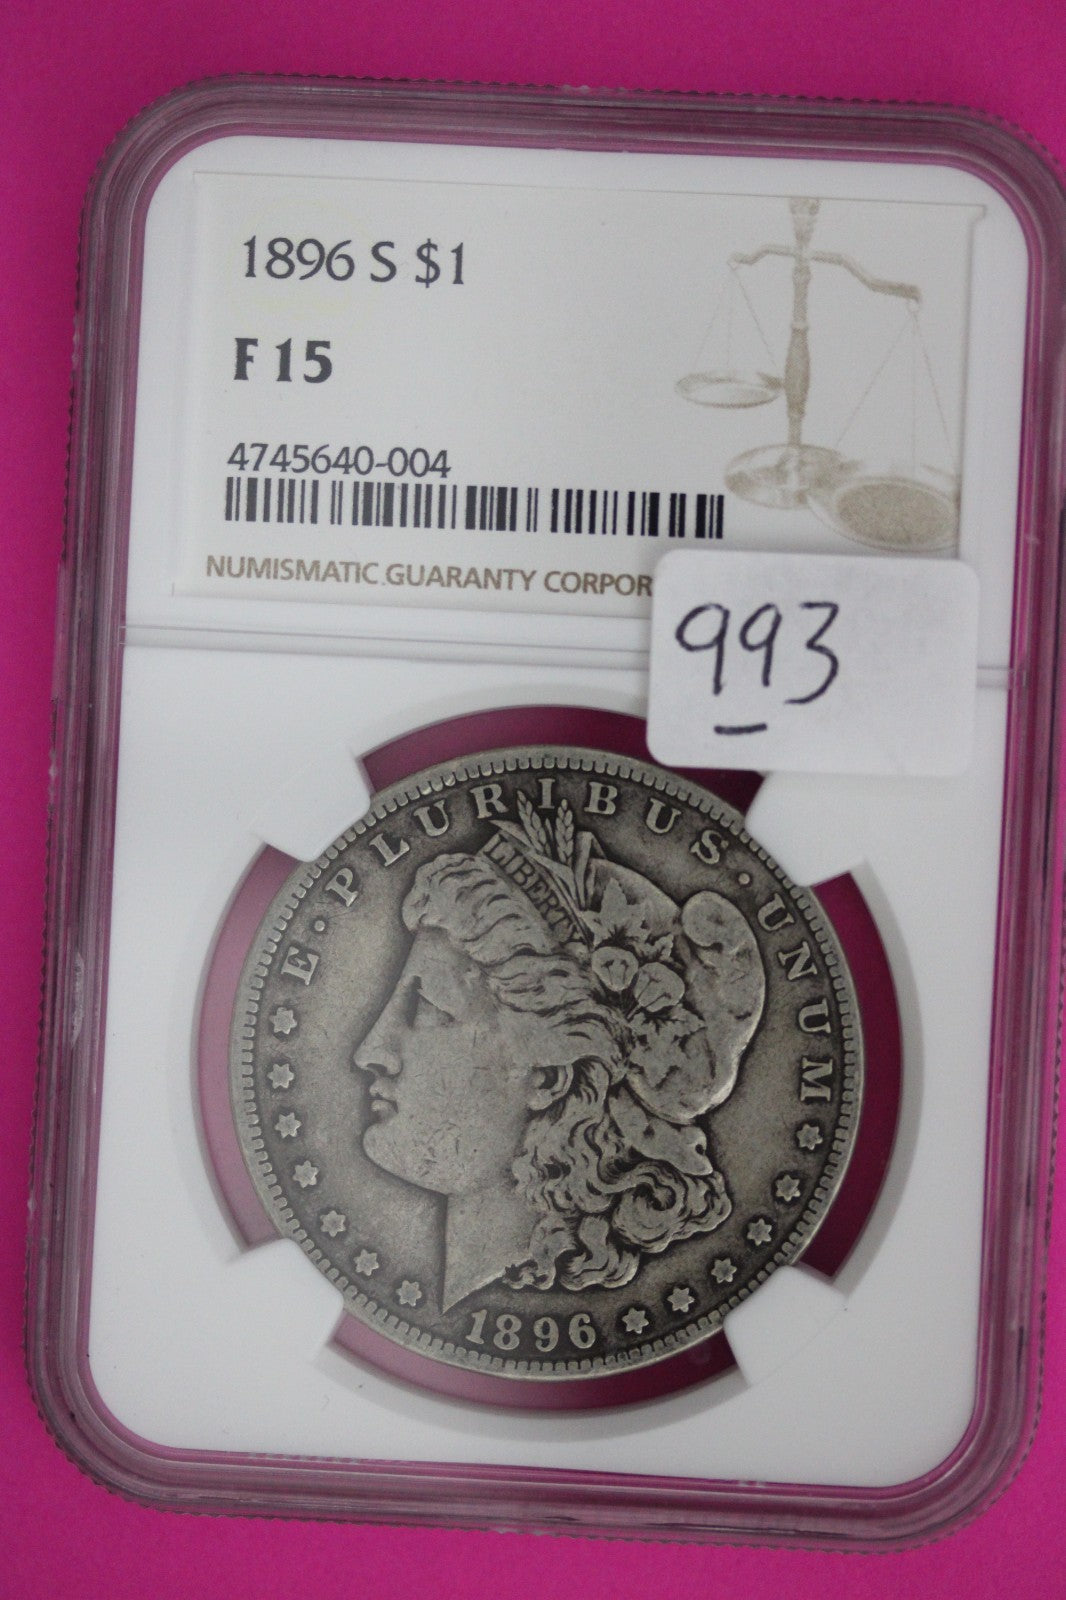 1896 S $1
F 15
4745640-004
NUMISMATIC GUARANTY CORPOR
993
E·PLURIBUS·UNUM
LIBERTY
1896